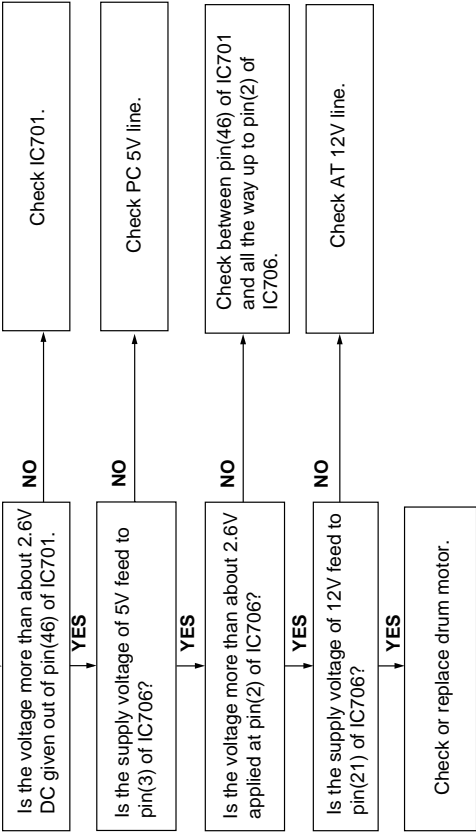 Is the voltage more than about 2.6V
DC given out of pin(46) of IC701.
NO
Check IC701.
YES
Is the supply voltage of 5V feed to
pin(3) of IC706?
NO
Check PC 5V line.
YES
Is the voltage more than about 2.6V
applied at pin(2) of IC706?
NO
Check between pin(46) of IC701
and all the way up to pin(2) of
IC706.
YES
Is the supply voltage of 12V feed to
pin(21) of IC706?
NO
Check AT 12V line.
YES
Check or replace drum motor.